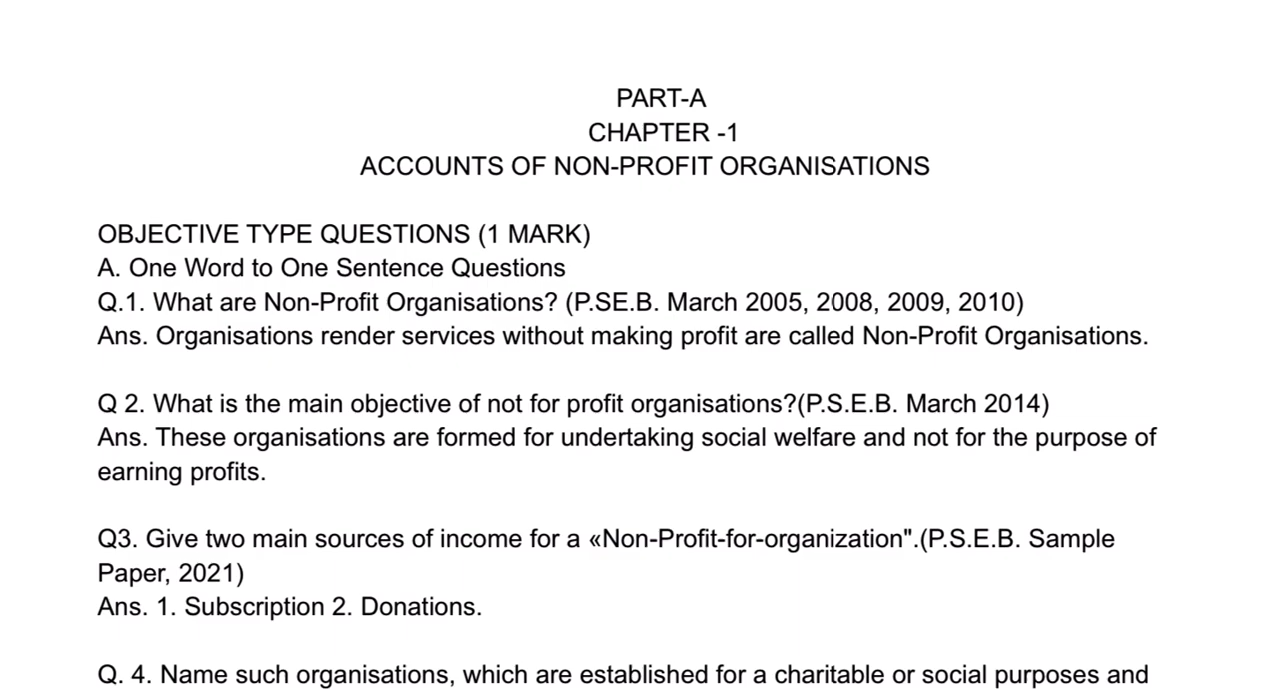 PART-A
CHAPTER -1
ACCOUNTS OF NON-PROFIT ORGANISATIONS
OBJECTIVE TYPE QUESTIONS (1 MARK)
A. One Word to One Sentence Questions
Q.1. What are Non-Profit Organisations? (P.SE.B. March 2005, 2008, 2009, 2010)
Ans. Organisations render services without making profit are called Non-Profit Organisations.
Q 2. What is the main objective of not for profit organisations?(P.S.E.B. March 2014)
Ans. These organisations are formed for undertaking social welfare and not for the purpose of
earning profits.
Q3. Give two main sources of income for a «Non-Profit-for-organization".(P.S.E.B. Sample
Paper, 2021)
Ans. 1. Subscription 2. Donations.
Q. 4. Name such organisations, which are established for a charitable or social purposes and